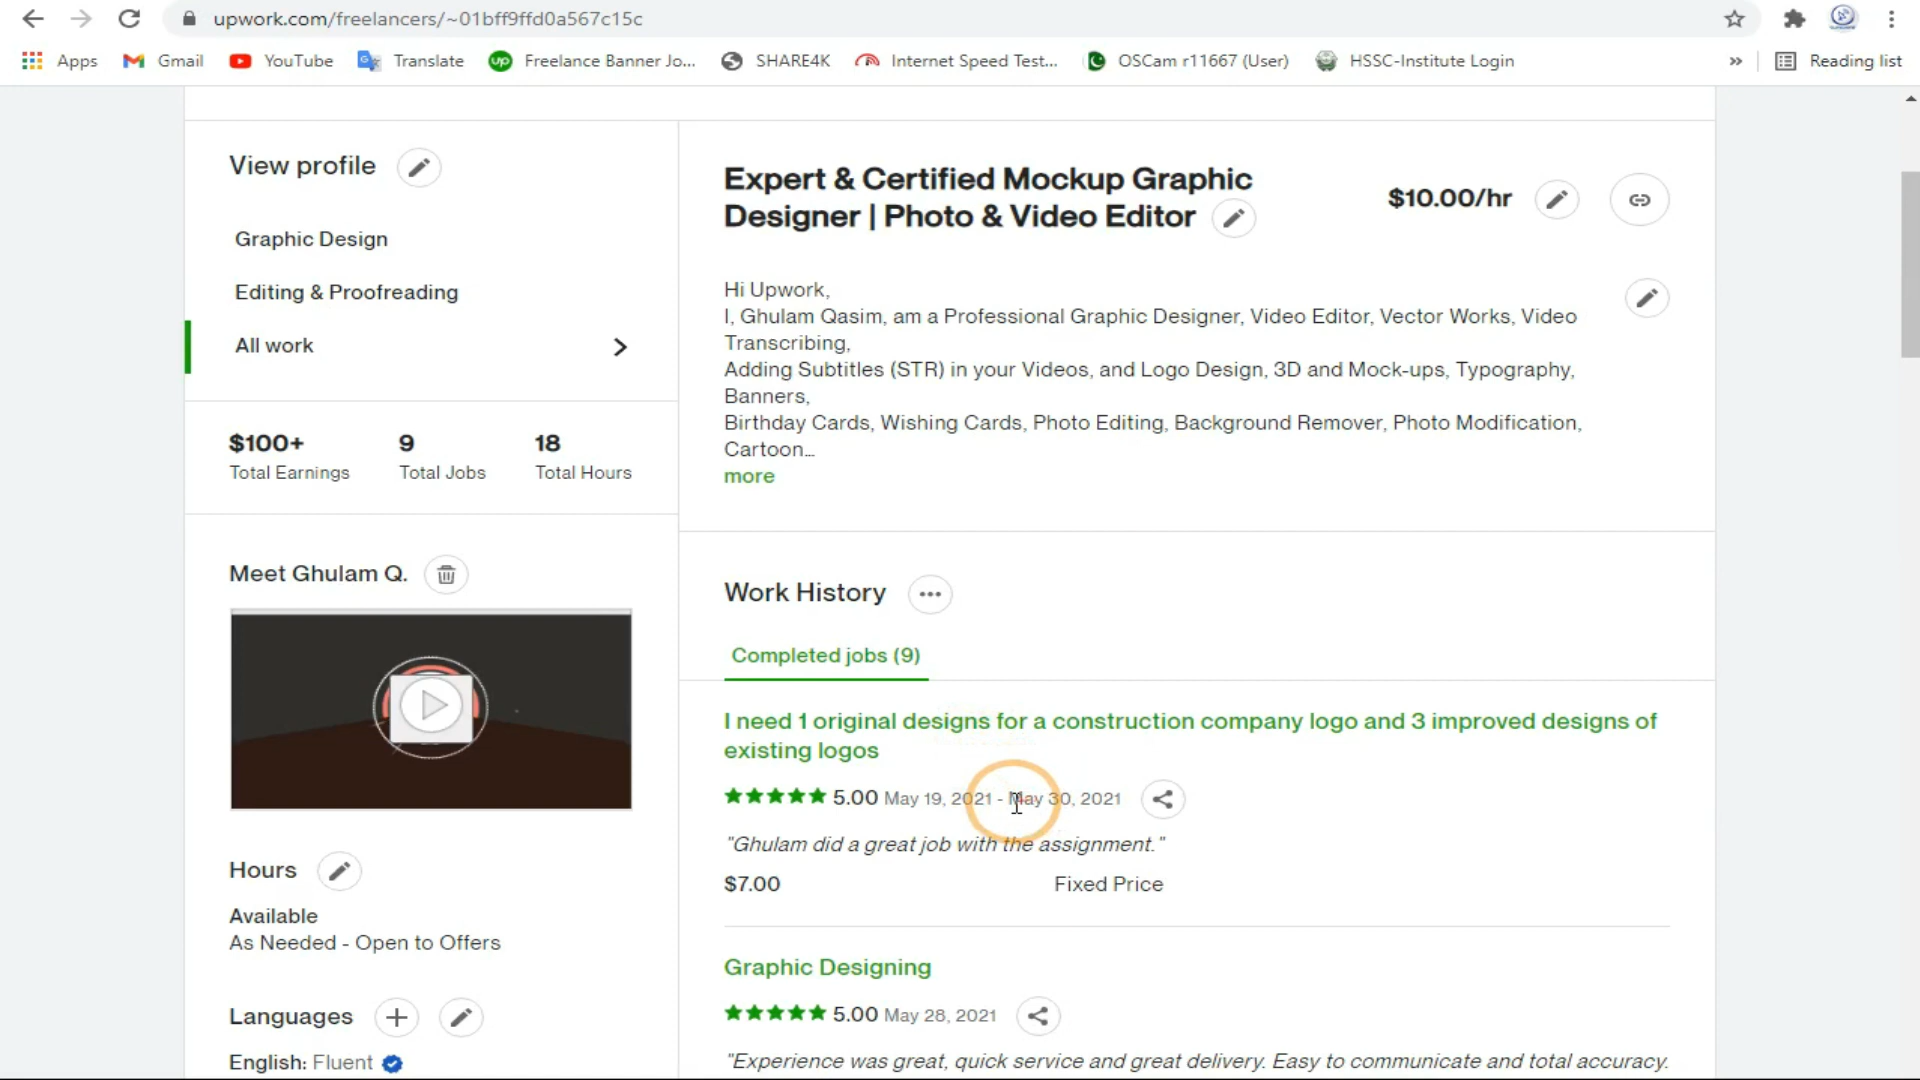 upwork.com/freelancers/~01bff9ffd0a567c15c
Apps
Gmail
YouTube
Translate
up
Freelance Banner Jo...
SHARE4K
Internet Speed Test...
OSCam r11667 (User)
HSSC-Institute Login
»
Reading list
View profile
Graphic Design
Editing & Proofreading
All work
$100+
Total Earnings
9
Total Jobs
18
Total Hours
Meet Ghulam Q.
Hours
Available
As Needed - Open to Offers
Languages
English: Fluent
Expert & Certified Mockup Graphic
Designer | Photo & Video Editor
$10.00/hr
Hi Upwork,
I, Ghulam Qasim, am a Professional Graphic Designer, Video Editor, Vector Works, Video
Transcribing,
Adding Subtitles (STR) in your Videos, and Logo Design, 3D and Mock-ups, Typography,
Banners,
Birthday Cards, Wishing Cards, Photo Editing, Background Remover, Photo Modification,
Cartoon...
more
Work History
Completed jobs (9)
I need 1 original designs for a construction company logo and 3 improved designs of
existing logos
5.00 May 19, 2021 - May 30, 2021
"Ghulam did a great job with the assignment."
$7.00
Fixed Price
Graphic Designing
5.00 May 28, 2021
"Experience was great, quick service and great delivery. Easy to communicate and total accuracy.